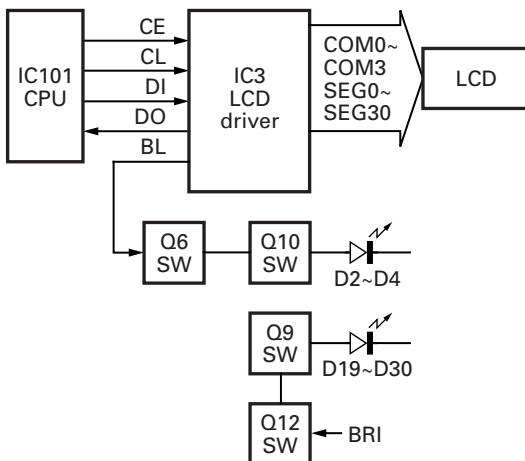 IC101
CPU
CE
CL
DI
DO
BL
IC3
LCD
driver
COM0~
COM3
SEG0~
SEG30
LCD
Q6
SW
Q10
SW
D2~D4
Q9
SW
D19~D30
Q12
SW
BRI